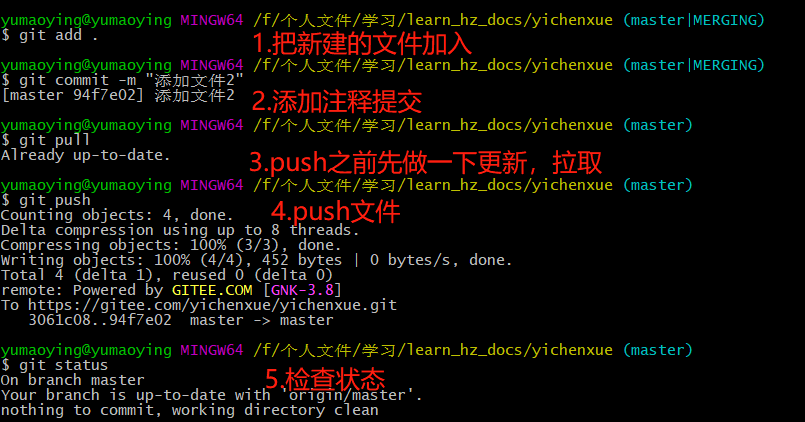 yumaoying@yumaoying MINGW64 /f/个人文件/学习/learn_hz_docs/yichenxue (master|MERGING)
$ git add .
1.把新建的文件加入
yumaoying@yumaoying MINGW64 /f/个人文件/学习/learn_hz_docs/yichenxue (master|MERGING)
$ git commit -m "添加文件2"
[master 94f7e02] 添加文件2
2.添加注释提交
yumaoying@yumaoying MINGW64 /f/个人文件/学习/learn_hz_docs/yichenxue (master)
$ git pull
Already up-to-date.
3.push之前先做一下更新，拉取
yumaoying@yumaoying MINGW64 /f/个人文件/学习/learn_hz_docs/yichenxue (master)
$ git push
4.push文件
Counting objects: 4, done.
Delta compression using up to 8 threads.
Compressing objects: 100% (3/3), done.
Writing objects: 100% (4/4), 452 bytes | 0 bytes/s, done.
Total 4 (delta 1), reused 0 (delta 0)
remote: Powered by GITEE.COM [GNK-3.8]
To https://gitee.com/yichenxue/yichenxue.git
   3061c08..94f7e02  master -> master
yumaoying@yumaoying MINGW64 /f/个人文件/学习/learn_hz_docs/yichenxue (master)
$ git status
5.检查状态
On branch master
Your branch is up-to-date with 'origin/master'.
nothing to commit, working directory clean